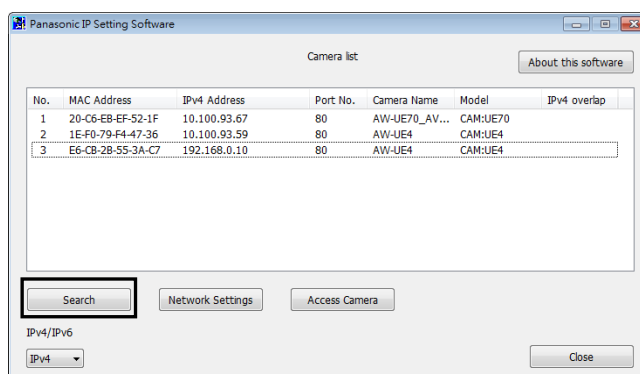 Panasonic IP Setting Software
Camera list
About this software
No. MAC Address IPv4 Address Port No. Camera Name Model IPv4 overlap
1 20-C6-EB-EF-52-1F 10.100.93.67 80 AW-UE70_AV... CAM:UE70
2 1E-F0-79-F4-47-36 10.100.93.59 80 AW-UE4 CAM:UE4
3 E6-CB-2B-55-3A-C7 192.168.0.10 80 AW-UE4 CAM:UE4
Search Network Settings Access Camera
IPv4/IPv6
IPv4 Close